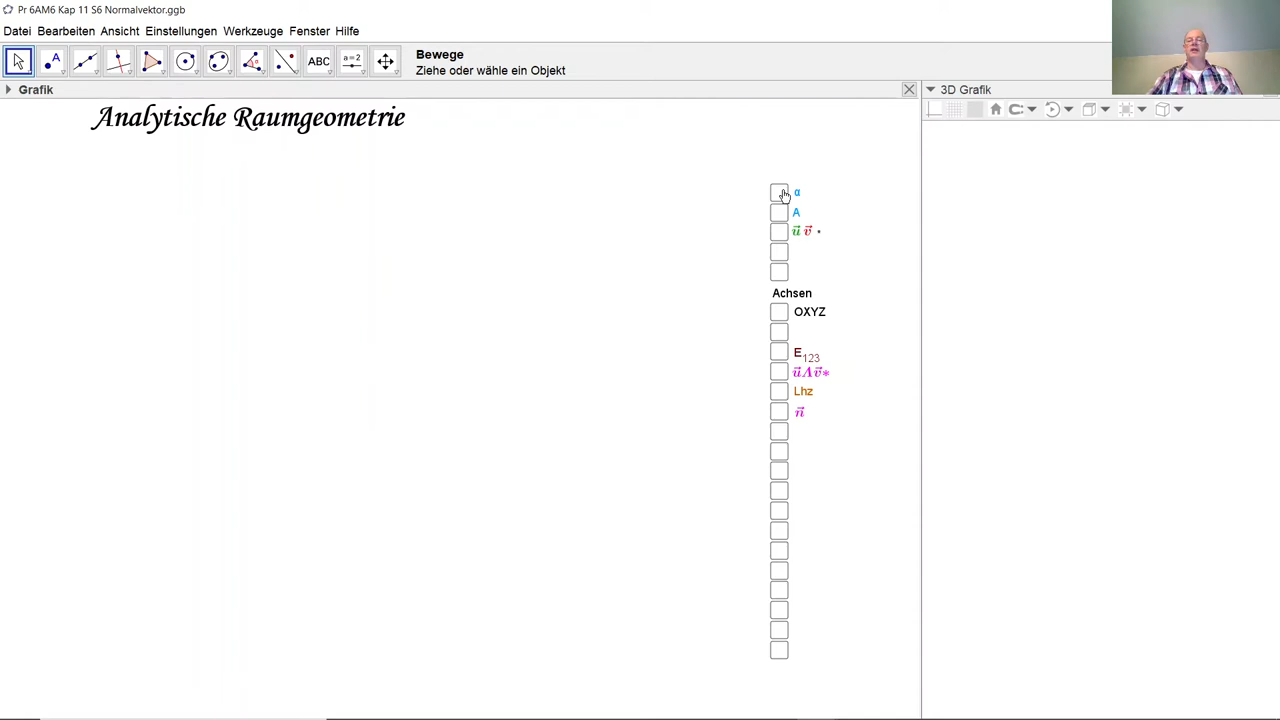 Pr 6AM6 Kap 11 S6 Normalvektor.ggb
Datei Bearbeiten Ansicht Einstellungen Werkzeuge Fenster Hilfe
A ABC a=2
Bewege
Ziehe oder wähle ein Objekt
Grafik
3D Grafik
Analytische Raumgeometrie
α
A
u⃗ v⃗ •
Achsen
OXYZ
E₁₂₃
u⃗Λv⃗*
Lhz
n⃗